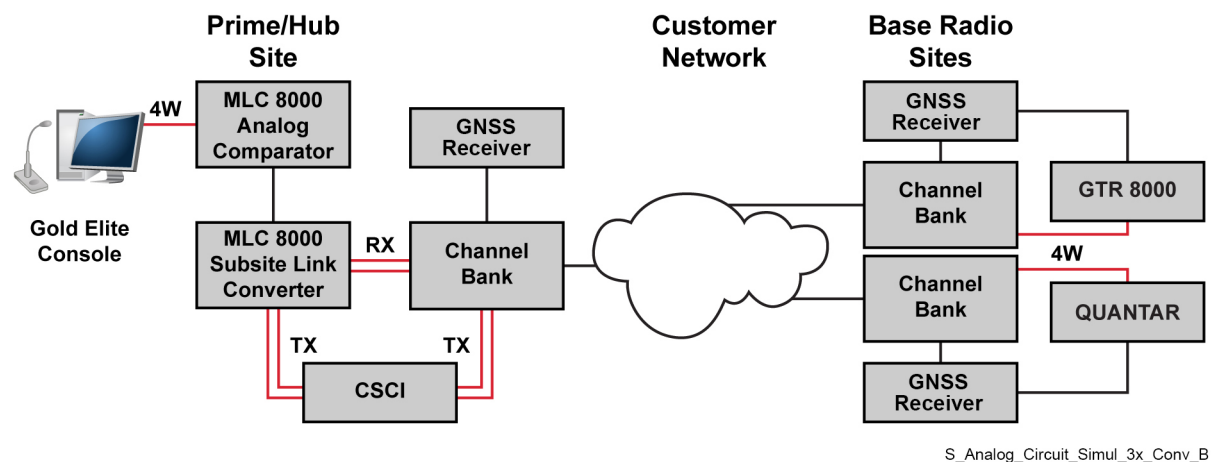 Prime/Hub
Site
Customer
Network
Base Radio
Sites
4W
MLC 8000
Analog
Comparator
GNSS
Receiver
GNSS
Receiver
Gold Elite
Console
MLC 8000
Subsite Link
Converter
RX
Channel
Bank
Channel
Bank
GTR 8000
4W
Channel
Bank
QUANTAR
TX
TX
CSCI
GNSS
Receiver
S_Analog_Circuit_Simul_3x_Conv_B